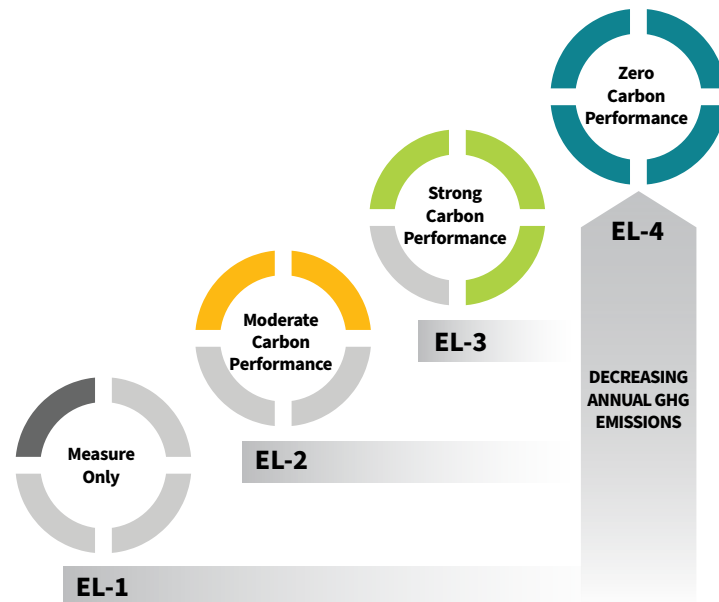 Zero
Carbon
Performance
EL-4
Strong
Carbon
Performance
EL-3
Moderate
Carbon
Performance
EL-2
DECREASING
ANNUAL GHG
EMISSIONS
Measure
Only
EL-1